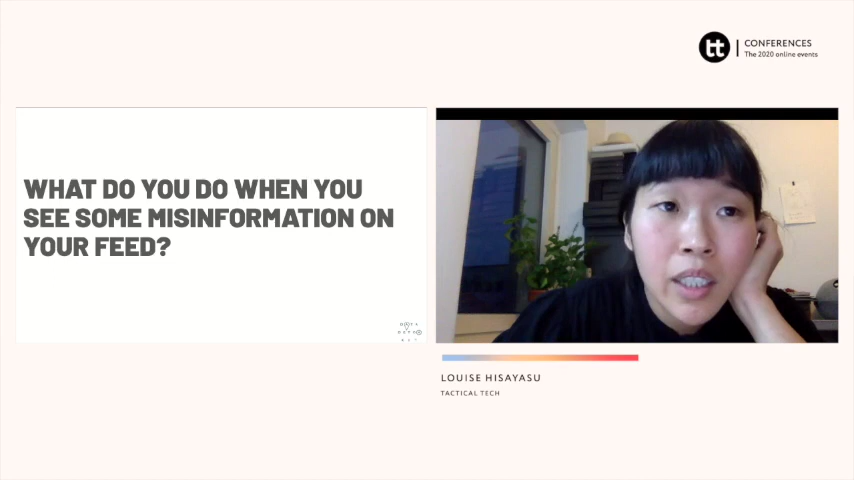 tt
CONFERENCES
The 2020 online events
WHAT DO YOU DO WHEN YOU
SEE SOME MISINFORMATION ON
YOUR FEED?
LOUISE HISAYASU
TACTICAL TECH